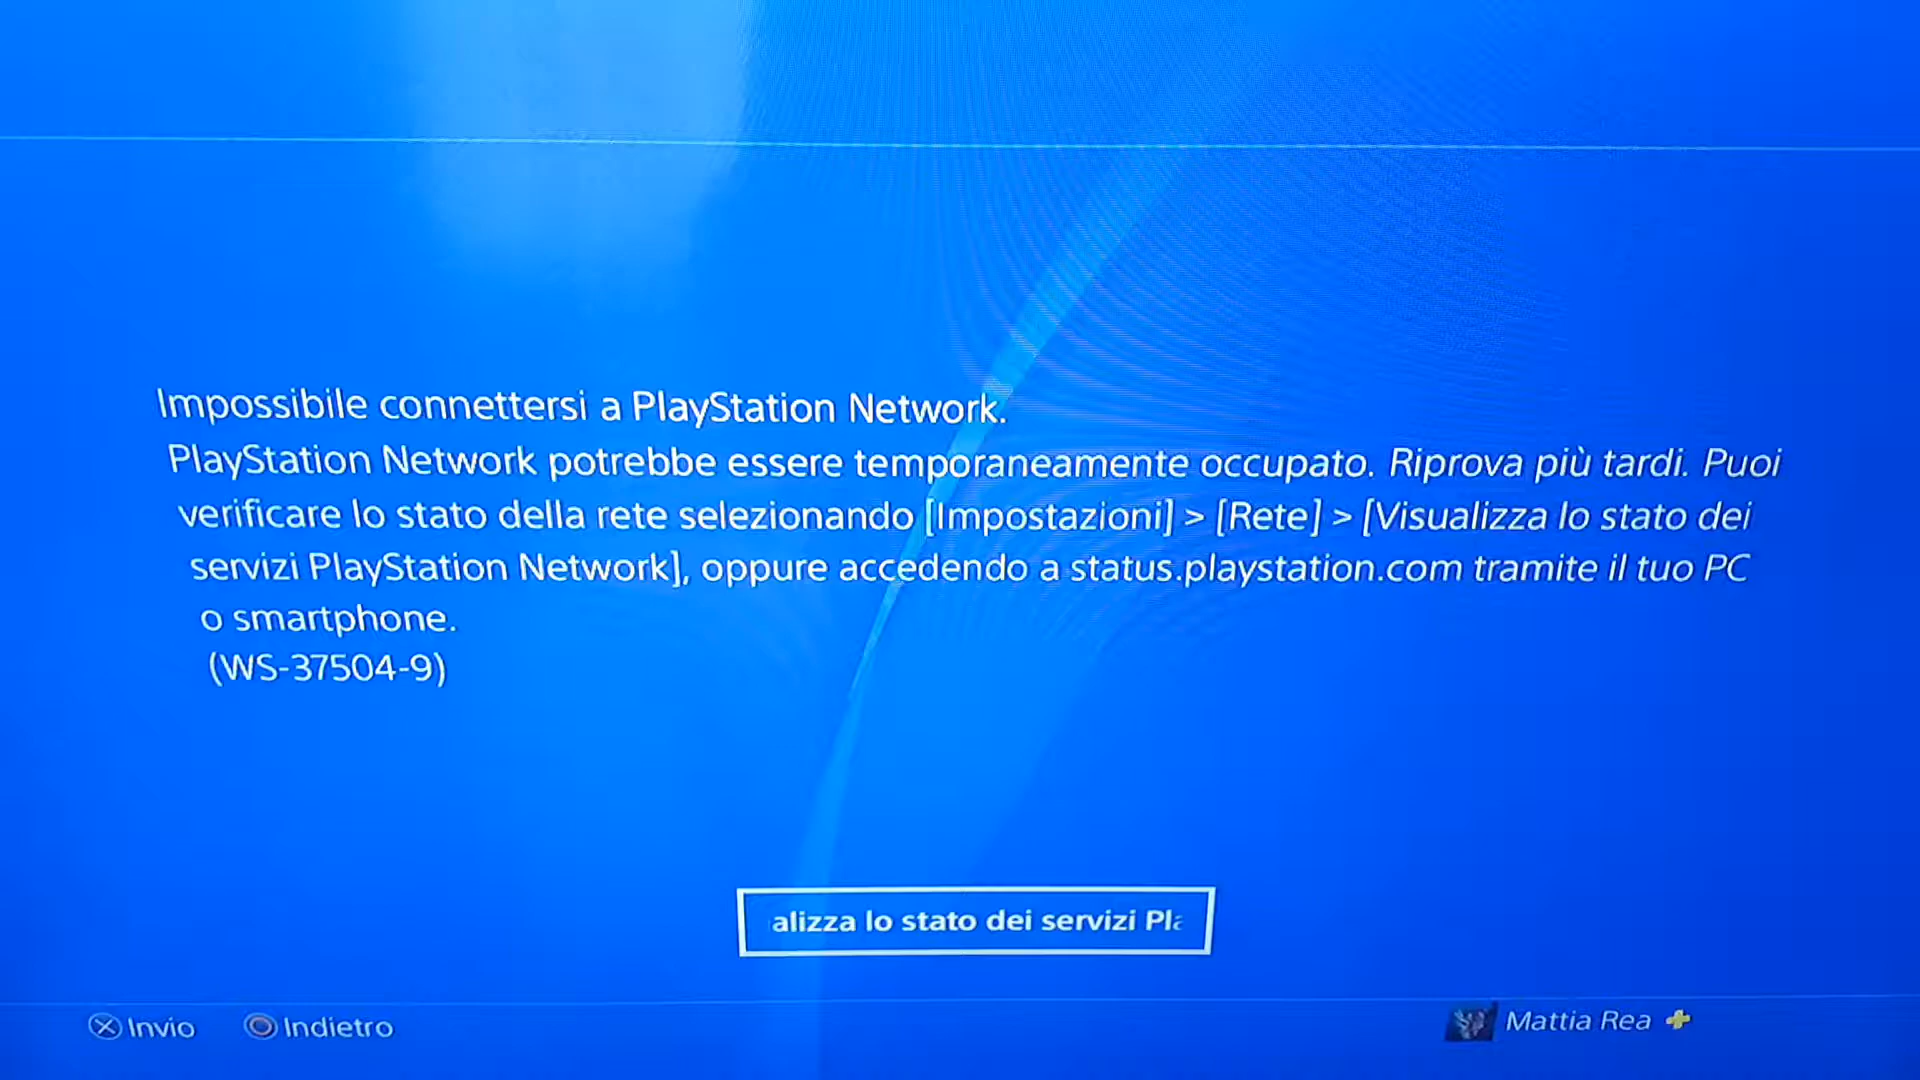 Impossibile connettersi a PlayStation Network.
PlayStation Network potrebbe essere temporaneamente occupato. Riprova più tardi. Puoi
verificare lo stato della rete selezionando [Impostazioni] > [Rete] > [Visualizza lo stato dei
servizi PlayStation Network], oppure accedendo a status.playstation.com tramite il tuo PC
o smartphone.
(WS-37504-9)
alizza lo stato dei servizi Pla
Invio Indietro Mattia Rea